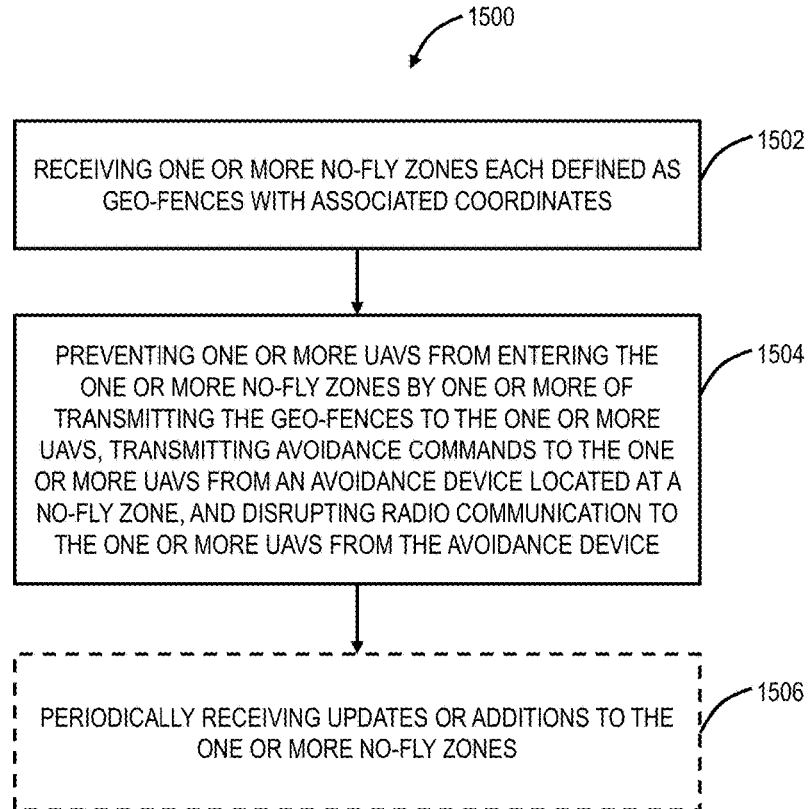 1500
1502
RECEIVING ONE OR MORE NO-FLY ZONES EACH DEFINED AS
GEO-FENCES WITH ASSOCIATED COORDINATES
1504
PREVENTING ONE OR MORE UAVS FROM ENTERING THE
ONE OR MORE NO-FLY ZONES BY ONE OR MORE OF
TRANSMITTING THE GEO-FENCES TO THE ONE OR MORE
UAVS, TRANSMITTING AVOIDANCE COMMANDS TO THE ONE
OR MORE UAVS FROM AN AVOIDANCE DEVICE LOCATED AT A
NO-FLY ZONE, AND DISRUPTING RADIO COMMUNICATION TO
THE ONE OR MORE UAVS FROM THE AVOIDANCE DEVICE
1506
PERIODICALLY RECEIVING UPDATES OR ADDITIONS TO THE
ONE OR MORE NO-FLY ZONES